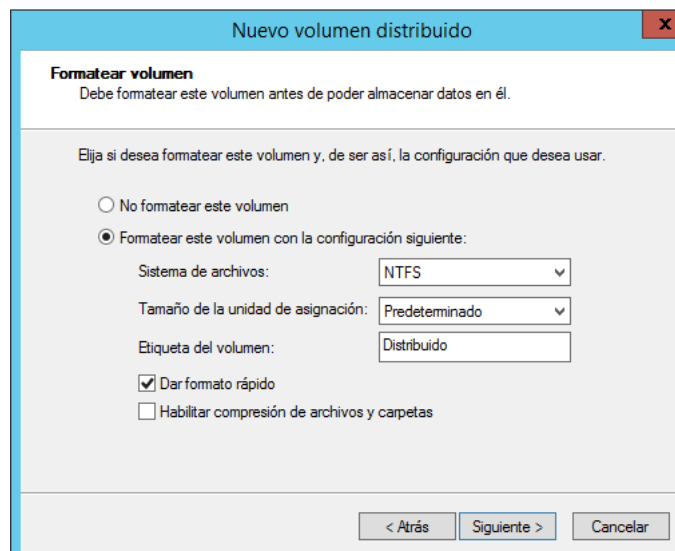 Nuevo volumen distribuido
x
Formatear volumen
Debe formatear este volumen antes de poder almacenar datos en él.
Elija si desea formatear este volumen y, de ser así, la configuración que desea usar.
No formatear este volumen
Formatear este volumen con la configuración siguiente:
Sistema de archivos: NTFS
Tamaño de la unidad de asignación: Predeterminado
Etiqueta del volumen: Distribuido
Dar formato rápido
Habilitar compresión de archivos y carpetas
< Atrás Siguiente > Cancelar